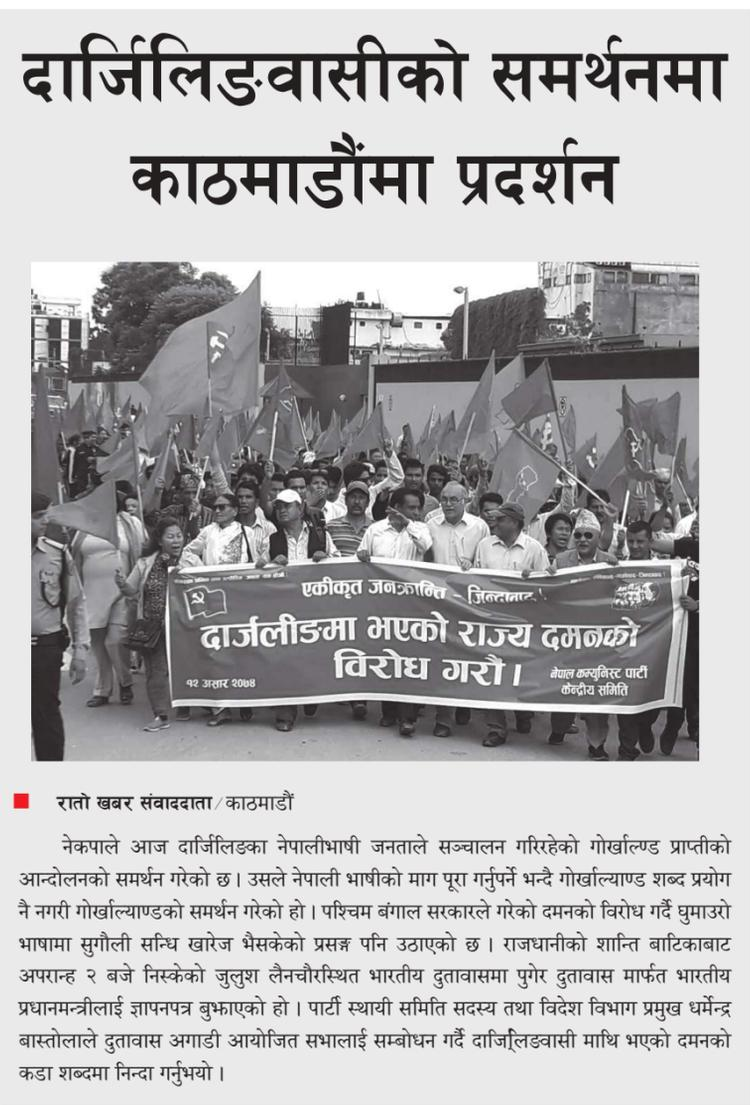 दार्जिलिङवासीको समर्थनमा
काठमाडौंमा प्रदर्शन
एकीकृत जनक्रान्ति - जिन्दावाद!
दार्जलीङमा भएको राज्य दमनको
विरोध गरौ।
१२ असार २०७४
नेपाल कम्युनिस्ट पार्टी
केन्द्रीय समिति
रातो खबर संवाददाता/काठमाडौं
नेकपाले आज दार्जिलिङका नेपालीभाषी जनताले सञ्चालन गरिरहेको गोर्खाल्ण्ड प्राप्तीको
आन्दोलनको समर्थन गरेको छ। उसले नेपाली भाषीको माग पूरा गर्नुपर्ने भन्दै गोर्खाल्याण्ड शब्द प्रयोग
नै नगरी गोर्खाल्याण्डको समर्थन गरेको हो। पश्चिम बंगाल सरकारले गरेको दमनको विरोध गर्दै घुमाउरो
भाषामा सुगौली सन्धि खारेज भैसकेको प्रसङ्ग पनि उठाएको छ। राजधानीको शान्ति बाटिकाबाट
अपरान्ह २ बजे निस्केको जुलुश लैनचौरस्थित भारतीय दुतावासमा पुगेर दुतावास मार्फत भारतीय
प्रधानमन्त्रीलाई ज्ञापनपत्र बुझाएको हो। पार्टी स्थायी समिति सदस्य तथा विदेश विभाग प्रमुख धर्मेन्द्र
बास्तोलाले दुतावास अगाडी आयोजित सभालाई सम्बोधन गर्दै दार्जिलिङवासी माथि भएको दमनको
कडा शब्दमा निन्दा गर्नुभयो।